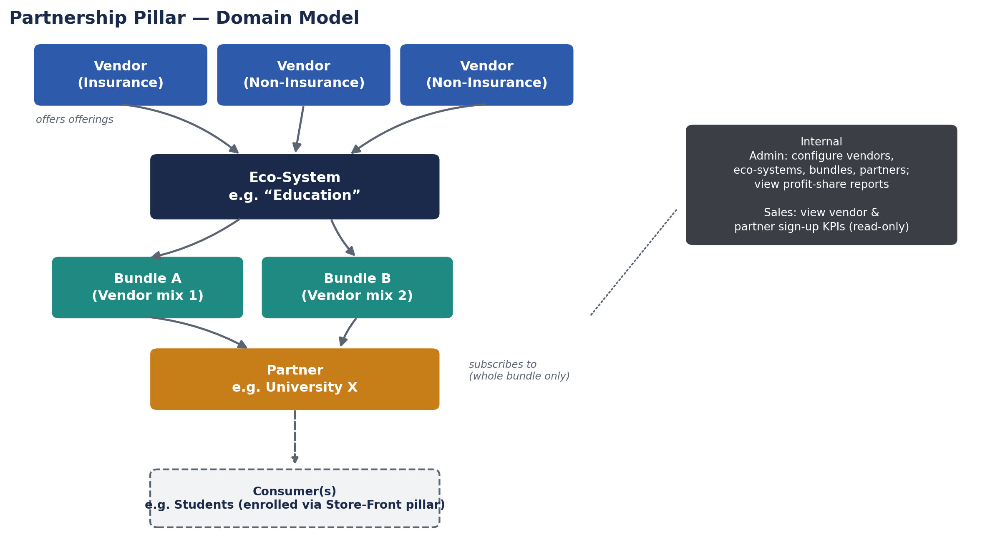 Partnership Pillar — Domain Model
Vendor
(Insurance)
Vendor
(Non-Insurance)
Vendor
(Non-Insurance)
offers offerings
Internal
Admin: configure vendors,
eco-systems, bundles, partners;
view profit-share reports
Sales: view vendor &
partner sign-up KPIs (read-only)
Eco-System
e.g. “Education”
Bundle A
(Vendor mix 1)
Bundle B
(Vendor mix 2)
Partner
e.g. University X
subscribes to
(whole bundle only)
Consumer(s)
e.g. Students (enrolled via Store-Front pillar)